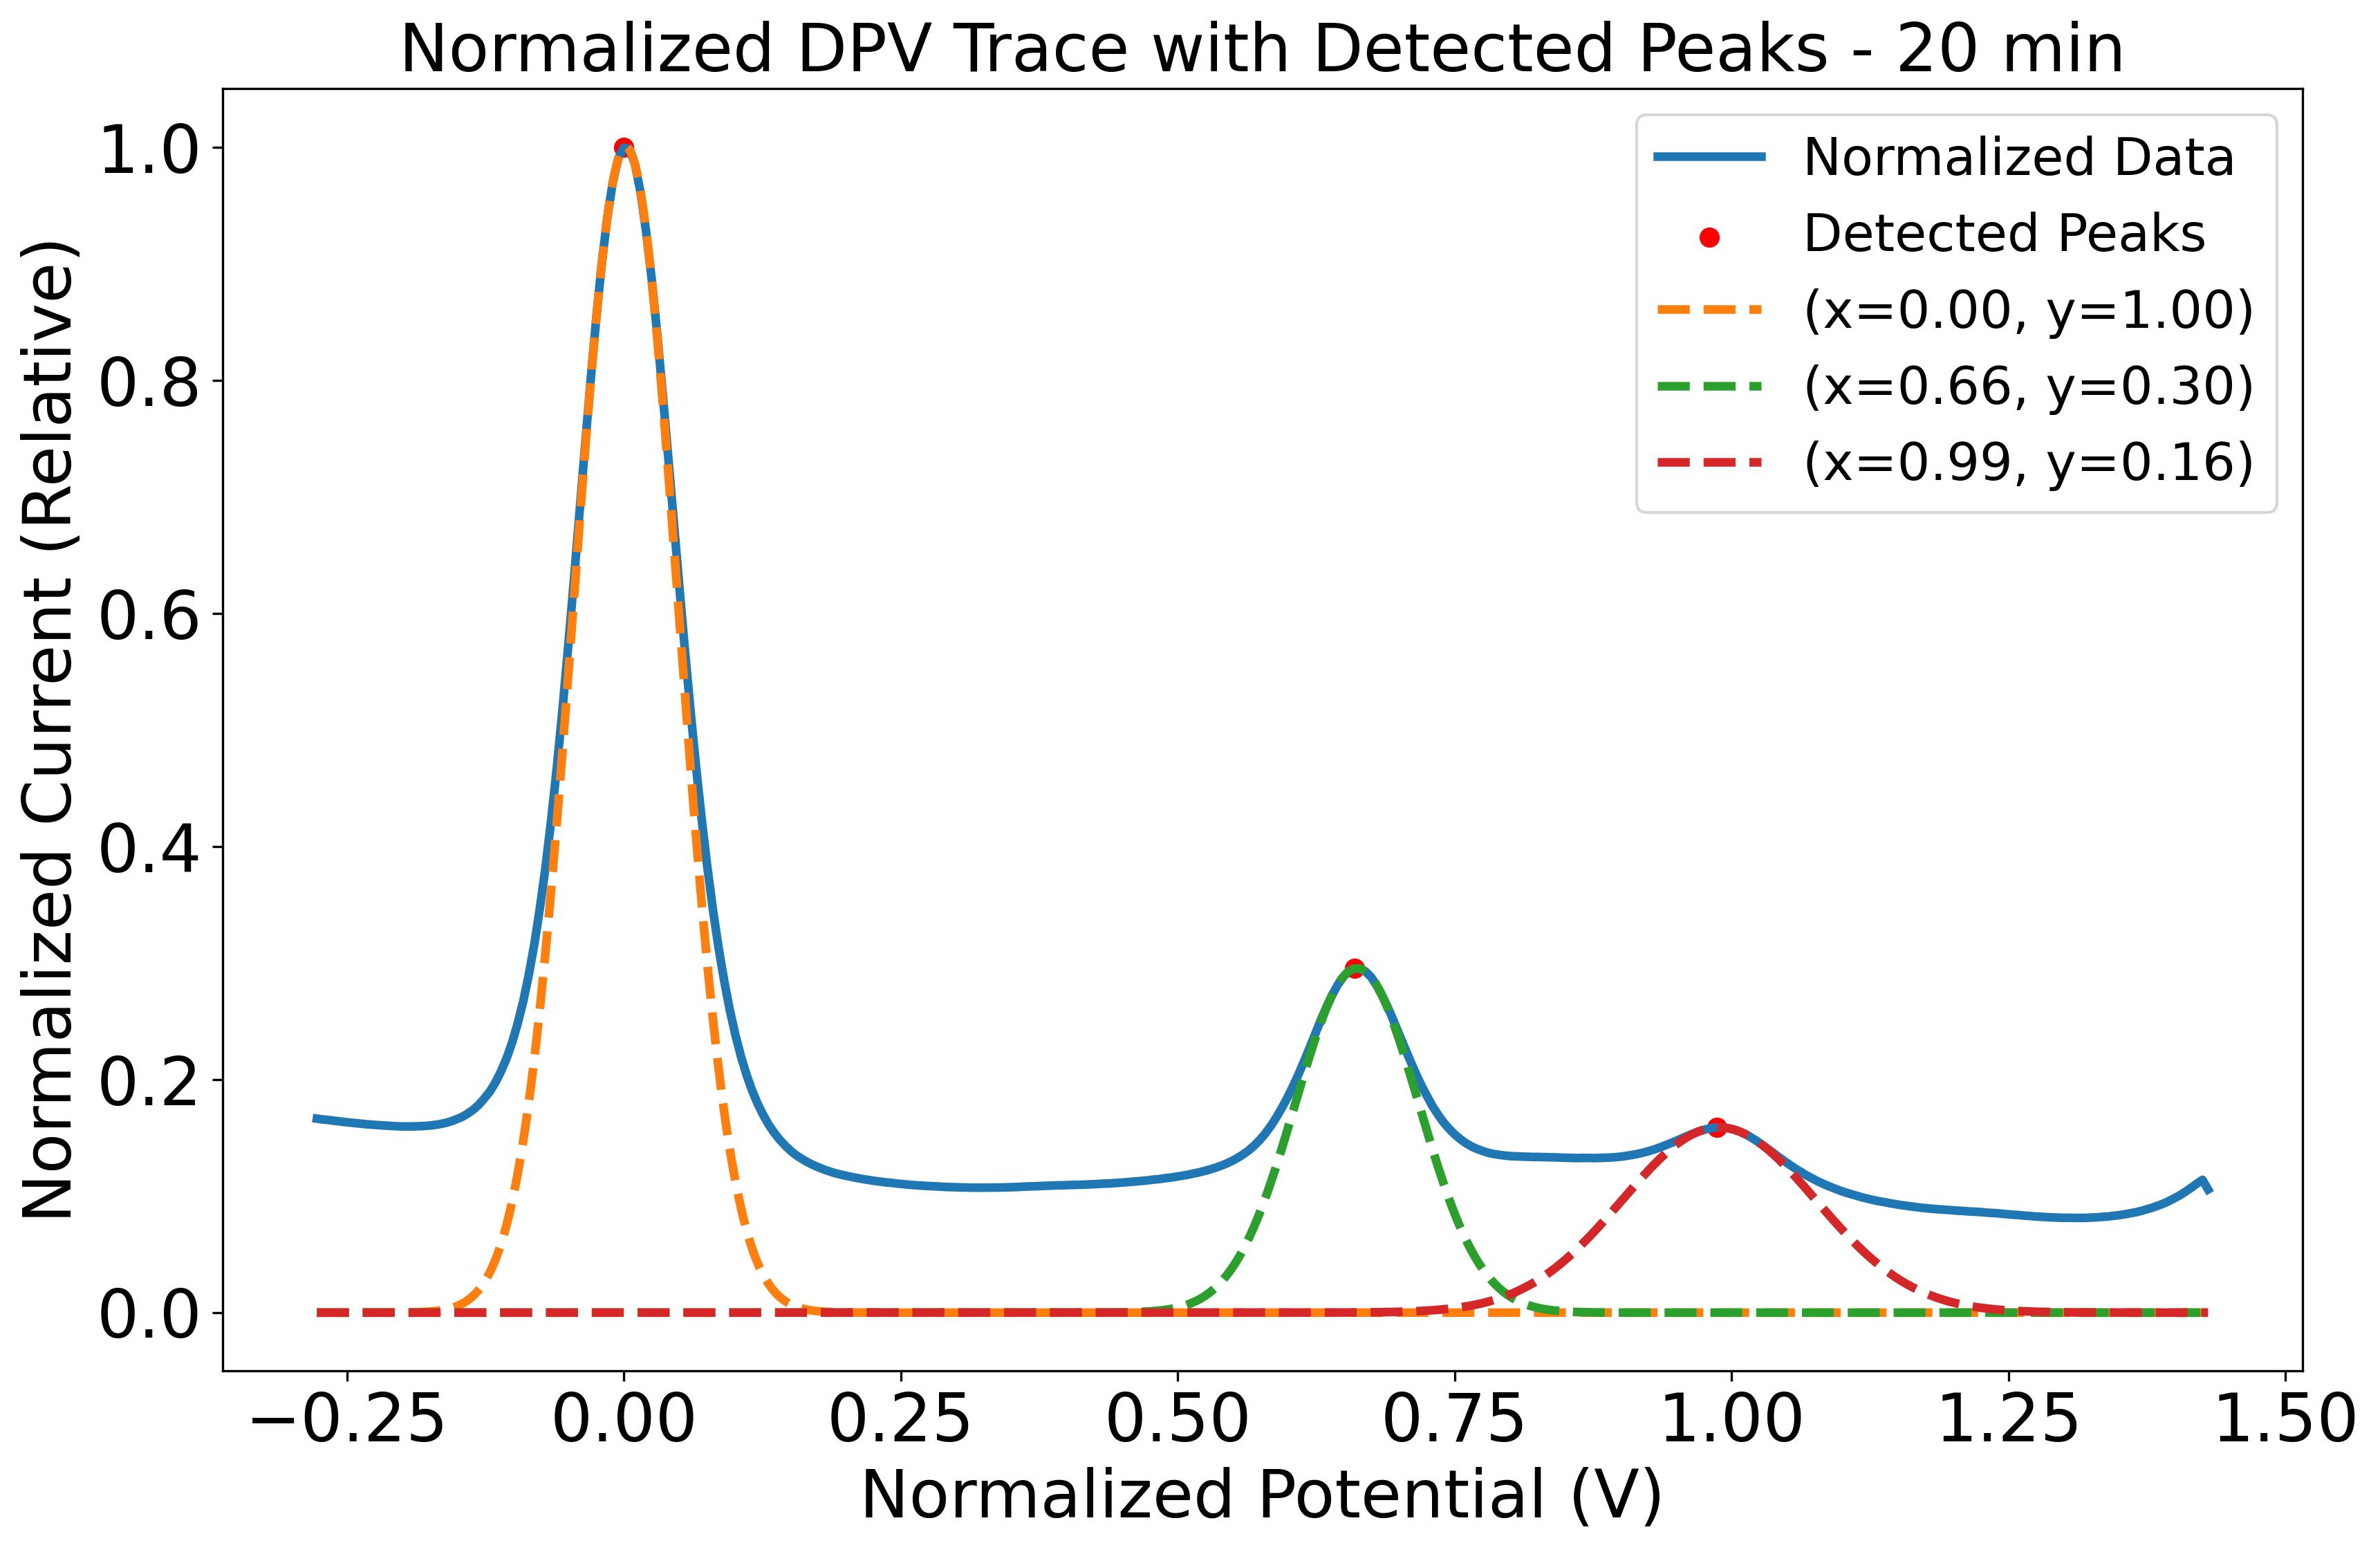 Normalized DPV Trace with Detected Peaks - 20 min
Normalized Current (Relative)
1.0
0.8
0.6
0.4
0.2
0.0
Normalized Data
Detected Peaks
(x=0.00, y=1.00)
(x=0.66, y=0.30)
(x=0.99, y=0.16)
−0.25 0.00 0.25 0.50 0.75 1.00 1.25 1.50
Normalized Potential (V)